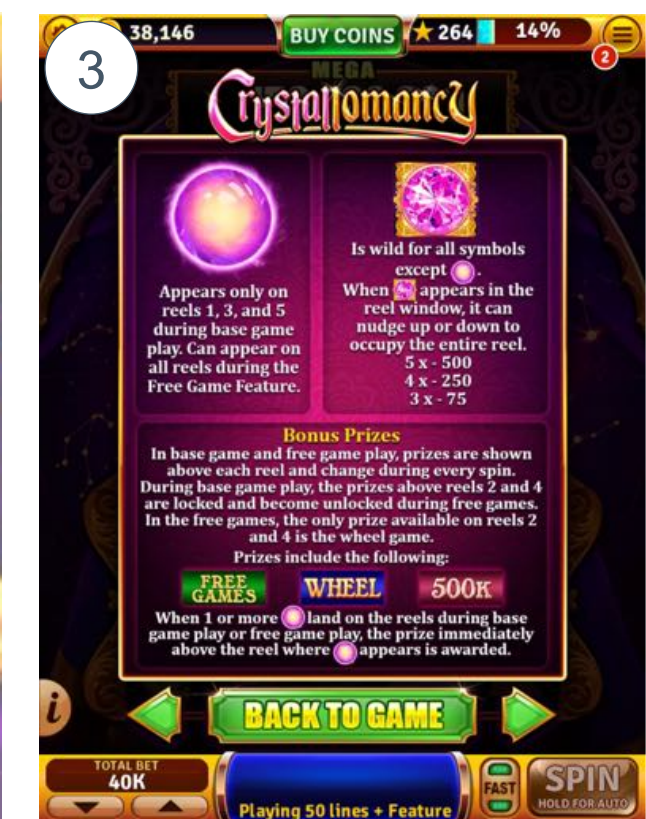 3
38,146
BUY COINS
264
14%
2
MEGA
Crystallomancy
Appears only on
reels 1, 3, and 5
during base game
play. Can appear on
all reels during the
Free Game Feature.
Is wild for all symbols
except .
When appears in the
reel window, it can
nudge up or down to
occupy the entire reel.
5 x - 500
4 x - 250
3 x - 75
Bonus Prizes
In base game and free game play, prizes are shown
above each reel and change during every spin.
During base game play, the prizes above reels 2 and 4
are locked and become unlocked during free games.
In the free games, the only prize available on reels 2
and 4 is the wheel game.
Prizes include the following:
FREE GAMES WHEEL 500K
When 1 or more land on the reels during base
game play or free game play, the prize immediately
above the reel where appears is awarded.
i
BACK TO GAME
TOTAL BET
40K
Playing 50 lines + Feature
FAST
SPIN
HOLD FOR AUTO